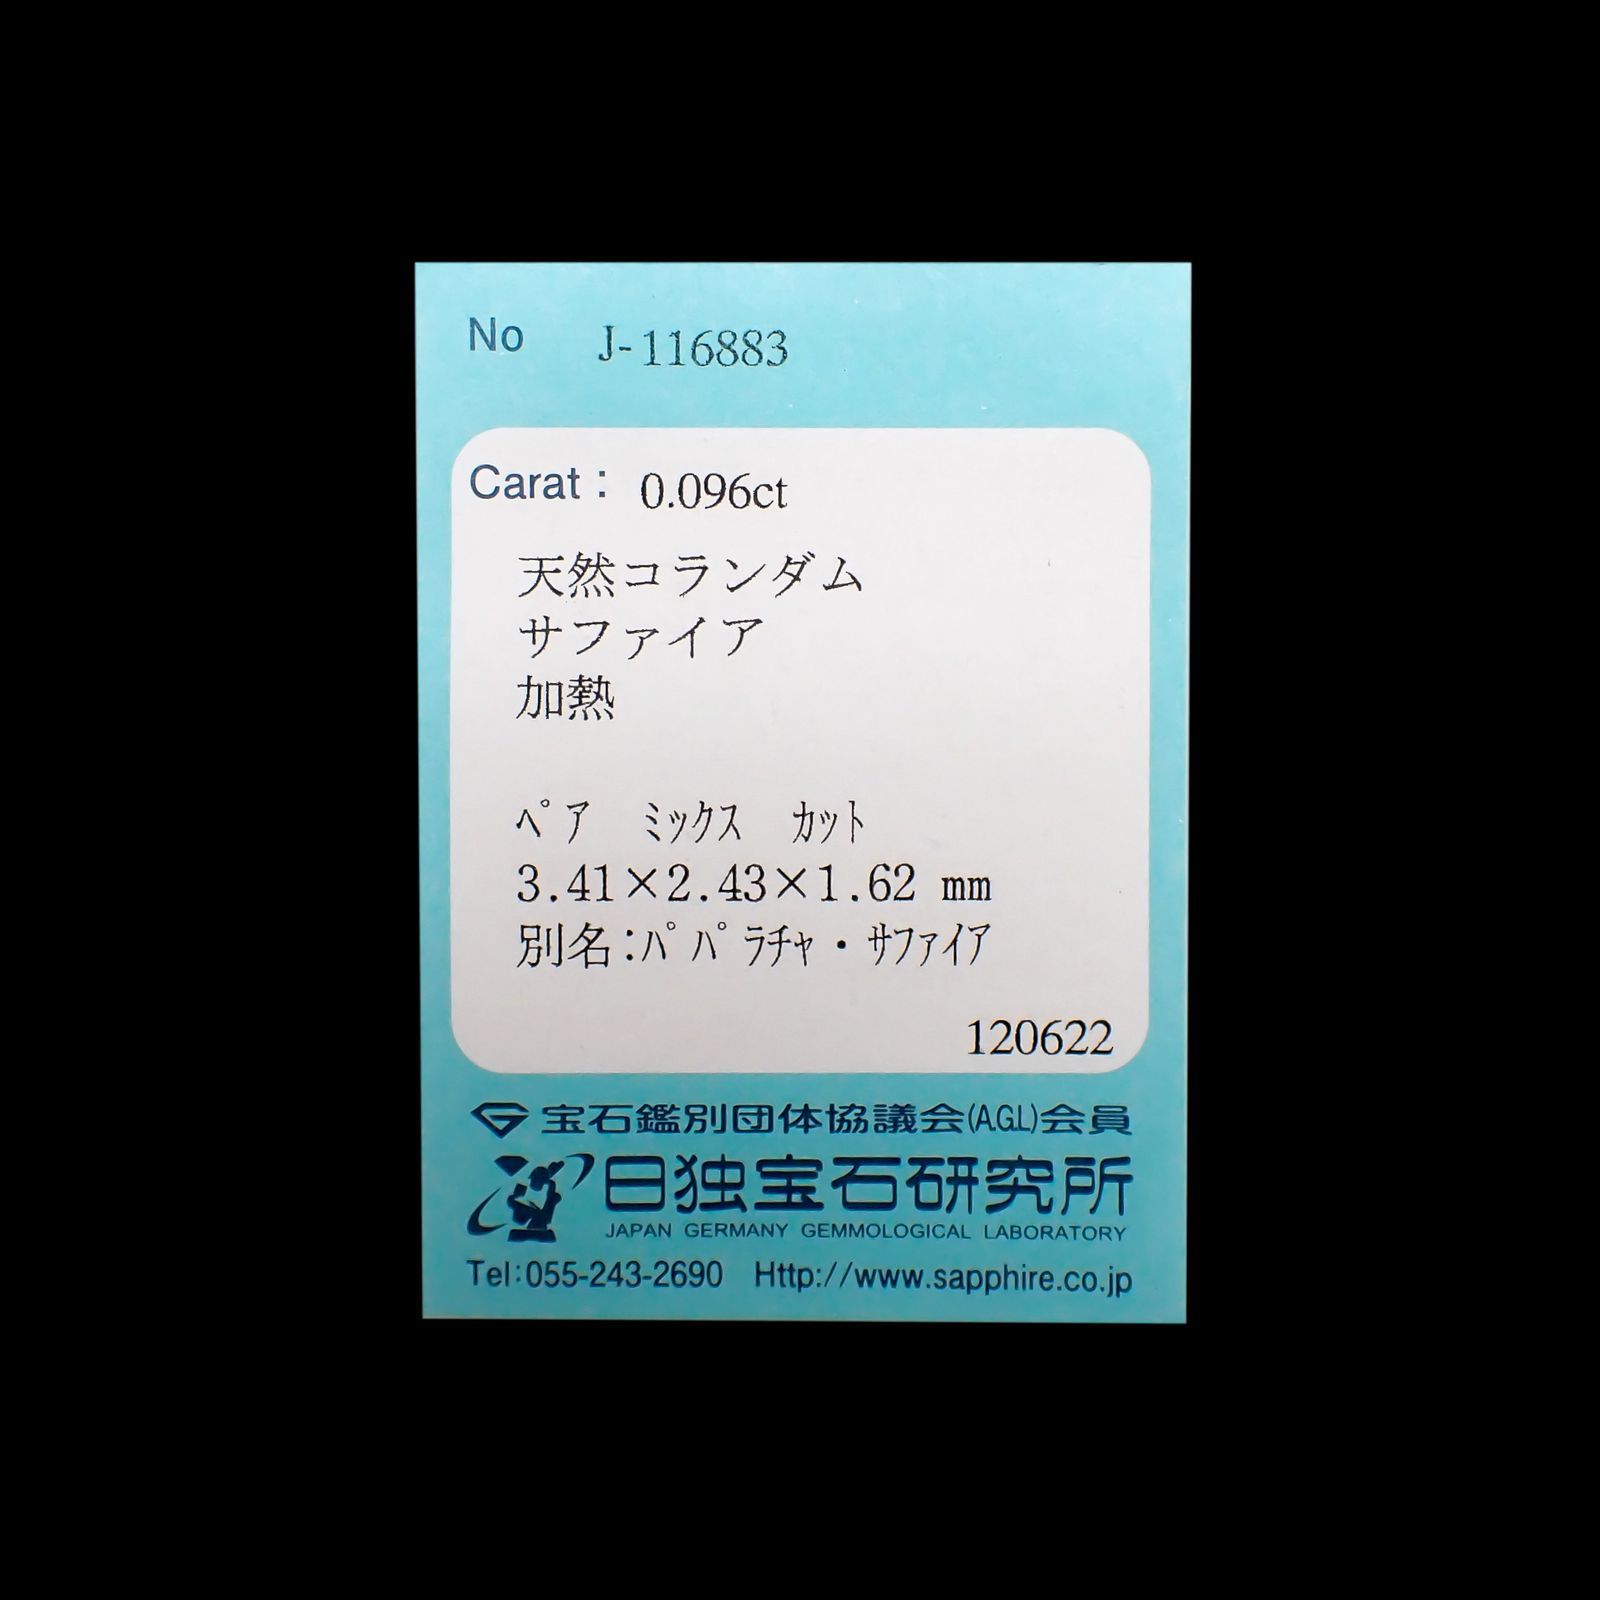 No J-116883
Carat: 0.096ct
天然コランダム
サファイア
加熱
ﾍﾟｱ ﾐｯｸｽ ｶｯﾄ
3.41×2.43×1.62 mm
別名:ﾊﾟﾊﾟﾗﾁｬ・ｻﾌｧｲｱ
120622
宝石鑑別団体協議会(A.G.L)会員
日独宝石研究所
JAPAN GERMANY GEMMOLOGICAL LABORATORY
Tel:055-243-2690 Http://www.sapphire.co.jp